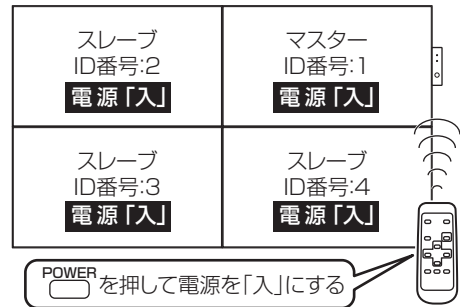 スレーブ
ID番号:2
電源「入」
マスター
ID番号:1
電源「入」
スレーブ
ID番号:3
電源「入」
スレーブ
ID番号:4
電源「入」
POWER
を押して電源を「入」にする